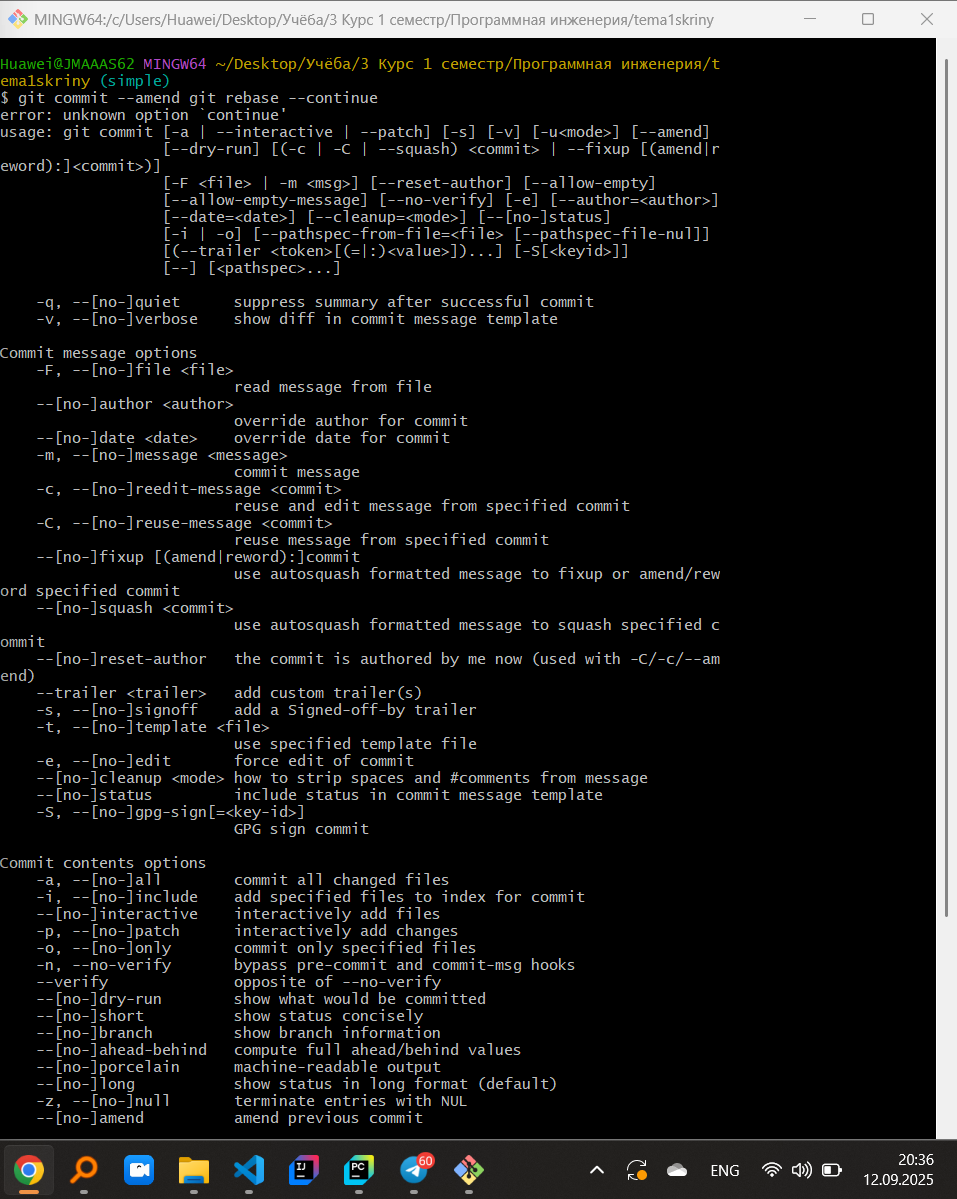 MINGW64:/c/Users/Huawei/Desktop/Учёба/3 Курс 1 семестр/Программная инженерия/tema1skriny
Huawei@JMAAAS62 MINGW64 ~/Desktop/Учёба/3 Курс 1 семестр/Программная инженерия/t
ema1skriny (simple)
$ git commit --amend git rebase --continue
error: unknown option `continue'
usage: git commit [-a | --interactive | --patch] [-s] [-v] [-u<mode>] [--amend]
                  [--dry-run] [(-c | -C | --squash) <commit> | --fixup [(amend|r
eword):]<commit>)]
                  [-F <file> | -m <msg>] [--reset-author] [--allow-empty]
                  [--allow-empty-message] [--no-verify] [-e] [--author=<author>]
                  [--date=<date>] [--cleanup=<mode>] [--[no-]status]
                  [-i | -o] [--pathspec-from-file=<file> [--pathspec-file-nul]]
                  [(--trailer <token>[(=|:)<value>])...] [-S[<keyid>]]
                  [--] [<pathspec>...]
    -q, --[no-]quiet      suppress summary after successful commit
    -v, --[no-]verbose    show diff in commit message template
Commit message options
    -F, --[no-]file <file>
                          read message from file
    --[no-]author <author>
                          override author for commit
    --[no-]date <date>    override date for commit
    -m, --[no-]message <message>
                          commit message
    -c, --[no-]reedit-message <commit>
                          reuse and edit message from specified commit
    -C, --[no-]reuse-message <commit>
                          reuse message from specified commit
    --[no-]fixup [(amend|reword):]commit
                          use autosquash formatted message to fixup or amend/rew
ord specified commit
    --[no-]squash <commit>
                          use autosquash formatted message to squash specified c
ommit
    --[no-]reset-author   the commit is authored by me now (used with -C/-c/--am
end)
    --trailer <trailer>   add custom trailer(s)
    -s, --[no-]signoff    add a Signed-off-by trailer
    -t, --[no-]template <file>
                          use specified template file
    -e, --[no-]edit       force edit of commit
    --[no-]cleanup <mode> how to strip spaces and #comments from message
    --[no-]status         include status in commit message template
    -S, --[no-]gpg-sign[=<key-id>]
                          GPG sign commit
Commit contents options
    -a, --[no-]all        commit all changed files
    -i, --[no-]include    add specified files to index for commit
    --[no-]interactive    interactively add files
    -p, --[no-]patch      interactively add changes
    -o, --[no-]only       commit only specified files
    -n, --no-verify       bypass pre-commit and commit-msg hooks
    --verify              opposite of --no-verify
    --[no-]dry-run        show what would be committed
    --[no-]short          show status concisely
    --[no-]branch         show branch information
    --[no-]ahead-behind   compute full ahead/behind values
    --[no-]porcelain      machine-readable output
    --[no-]long           show status in long format (default)
    -z, --[no-]null       terminate entries with NUL
    --[no-]amend          amend previous commit
IJ PC 60 ENG 20:36
12.09.2025